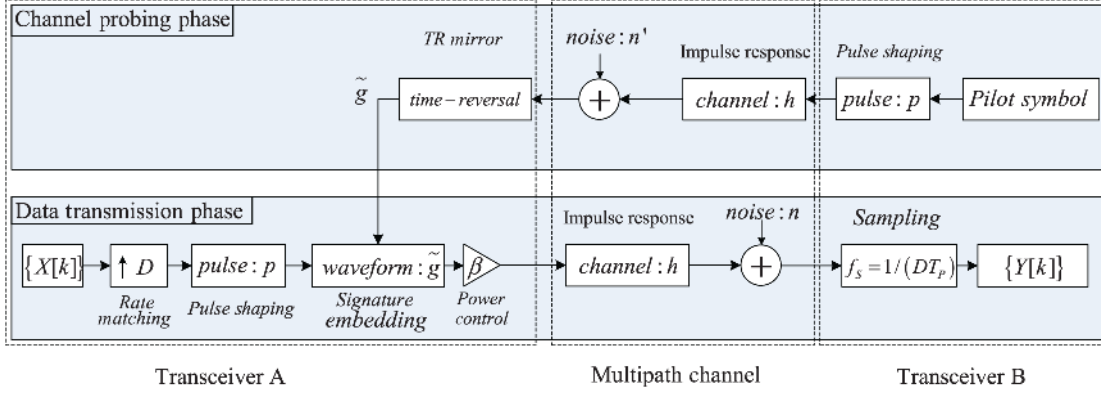 Channel probing phase
TR mirror
noise : n'
Impulse response
Pulse shaping
g̃
time−reversal
+
channel : h
pulse : p
Pilot symbol
Data transmission phase
Impulse response
noise : n
Sampling
{X[k]}
↑ D
pulse : p
waveform : g̃
β
channel : h
+
f_S = 1/(DT_P)
{Y[k]}
Rate
matching
Pulse shaping
Signature
embedding
Power
control
Transceiver A
Multipath channel
Transceiver B